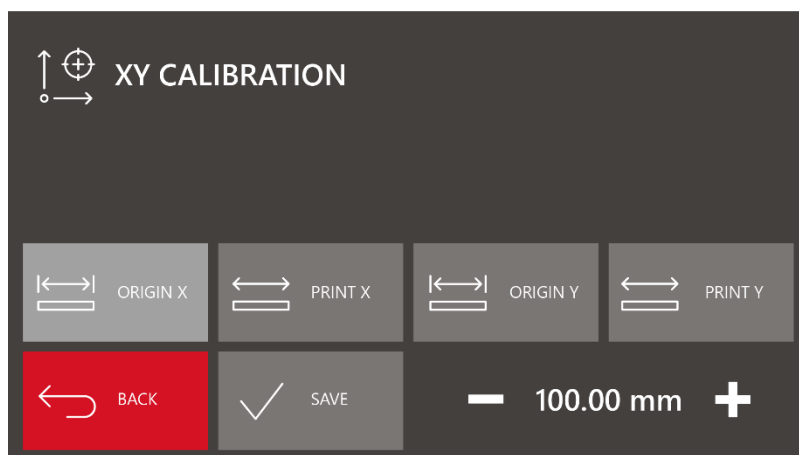 XY CALIBRATION
ORIGIN X
PRINT X
ORIGIN Y
PRINT Y
BACK
SAVE
100.00 mm